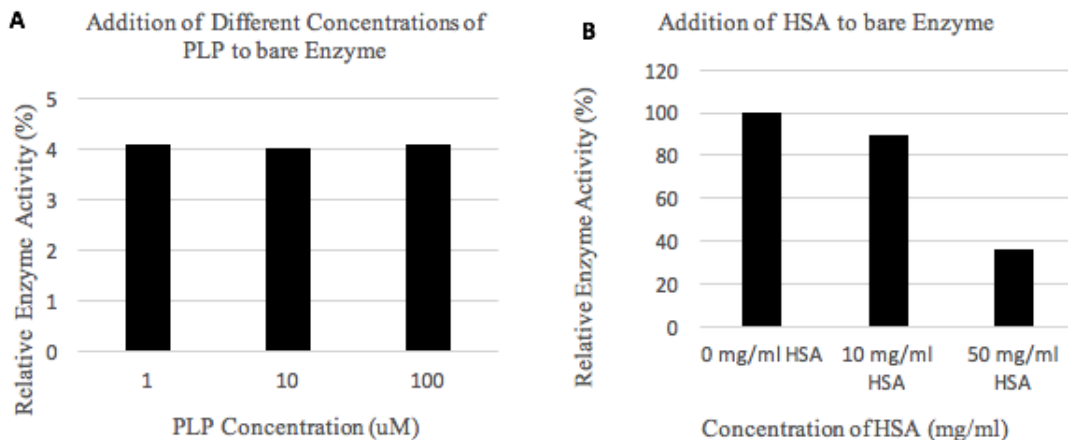 A
Addition of Different Concentrations of
PLP to bare Enzyme
Relative Enzyme Activity (%)
5
4
3
2
1
0
1 10 100
PLP Concentration (uM)
B
Addition of HSA to bare Enzyme
Relative Enzyme Activity (%)
120
100
80
60
40
20
0
0 mg/ml HSA 10 mg/ml 50 mg/ml
HSA HSA
Concentration of HSA (mg/ml)